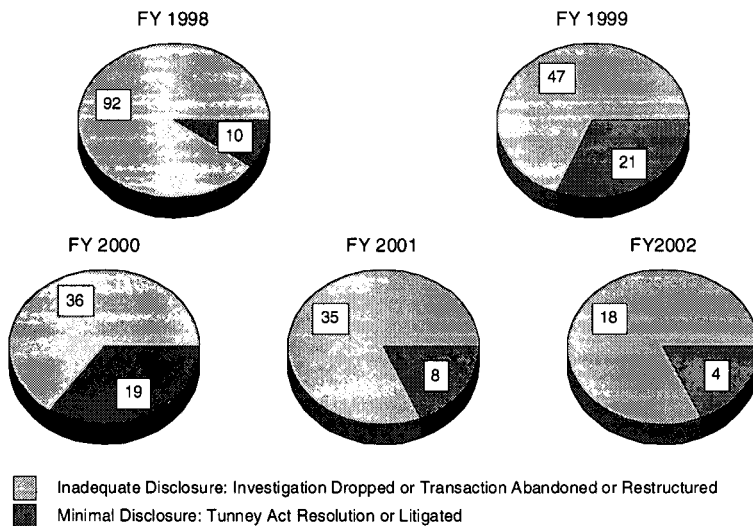 FY 1998
FY 1999
92
10
47
21
FY 2000
FY 2001
FY2002
36
19
35
8
18
4
Inadequate Disclosure: Investigation Dropped or Transaction Abandoned or Restructured
Minimal Disclosure: Tunney Act Resolution or Litigated